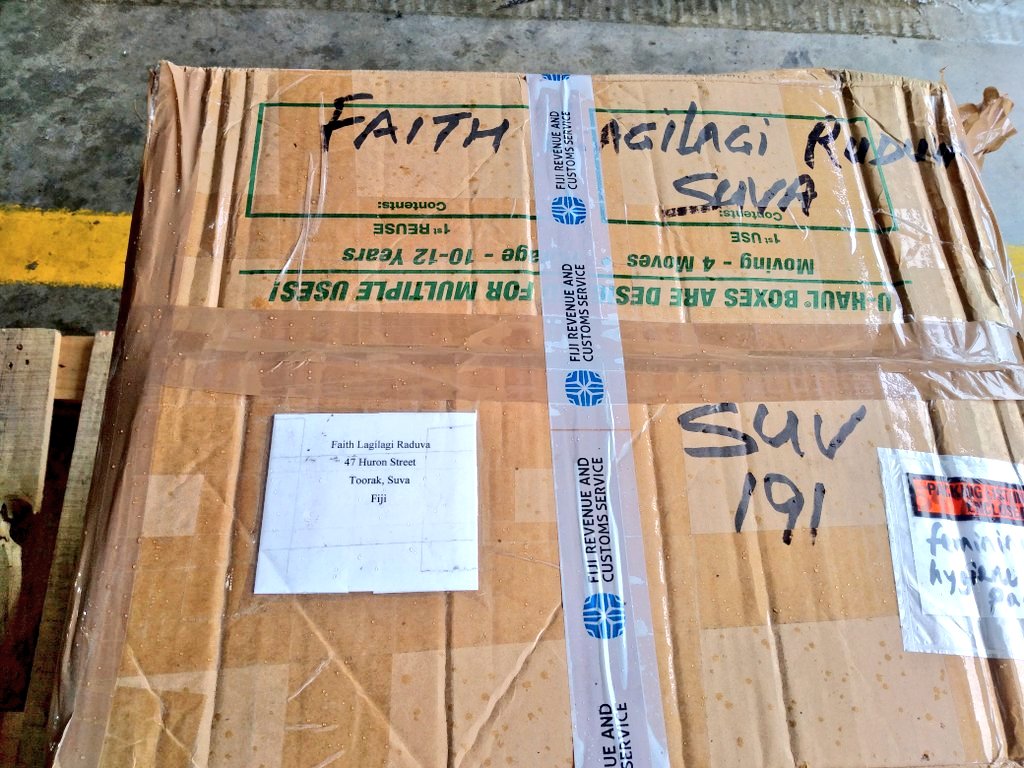 FAITH LAGILAGI
SUVA
Contents:
1st REUSE
Storage - 10-12 Years
FOR MULTIPLE USES!
Contents:
1st USE
Moving - 4 Moves
U-HAUL BOXES ARE DES
FIJI REVENUE AND
CUSTOMS SERVICE
FIJI REVENUE AND
CUSTOMS SERVICE
FIJI REVENUE AND
CUSTOMS SERVICE
UE AND
SERVICE
Faith Lagilagi Raduva
47 Huron Street
Toorak, Suva
Fiji
SUV
191
hygiene